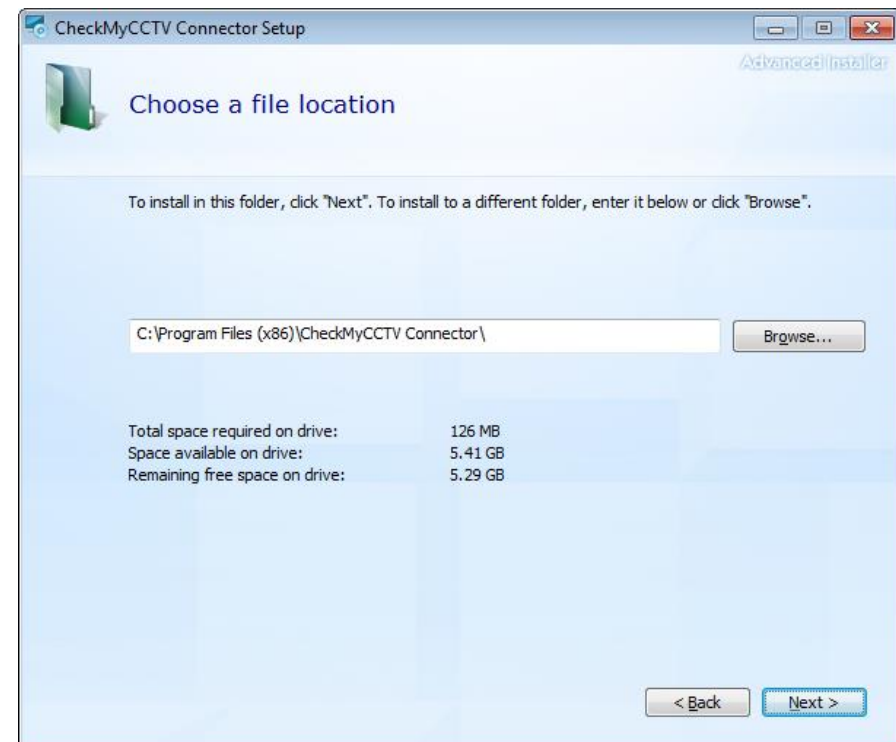 CheckMyCCTV Connector Setup
Advanced Installer
Choose a file location
To install in this folder, click "Next". To install to a different folder, enter it below or click "Browse".
C:\Program Files (x86)\CheckMyCCTV Connector\
Browse...
Total space required on drive: 126 MB
Space available on drive: 5.41 GB
Remaining free space on drive: 5.29 GB
< Back
Next >